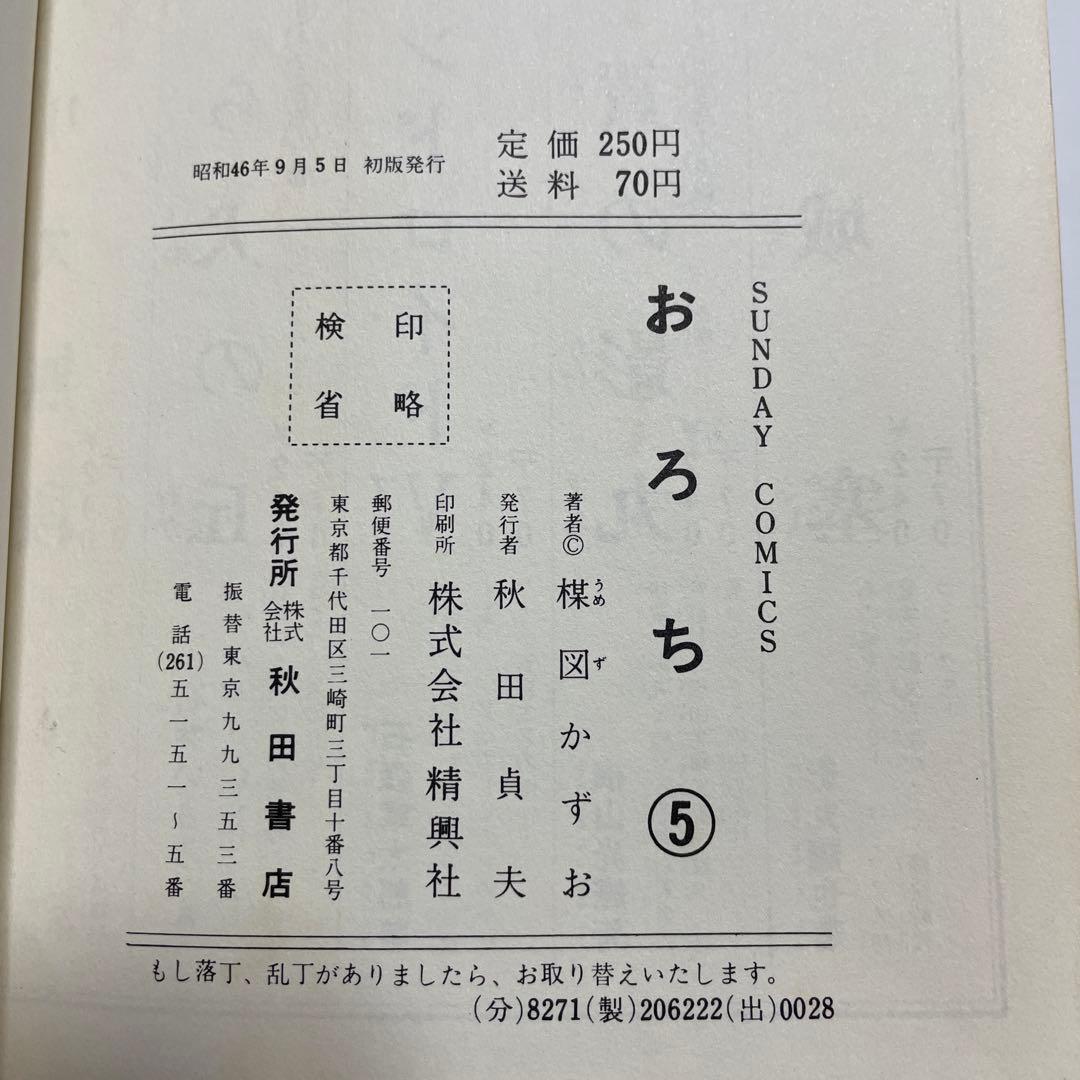 定価 250円
送料 70円
昭和46年9月5日 初版発行
SUNDAY COMICS
おろち ⑤
印略
検省
著者© 楳図かずお
うめ ず
発行者 秋田貞夫
印刷所 株式会社 精興社
郵便番号 一〇一
東京都千代田区三崎町三丁目十番八号
発行所 株式会社 秋田書店
振替東京九九三五三番
電話(261)五一五一～五番
もし落丁、乱丁がありましたら、お取り替えいたします。
(分)8271(製)206222(出)0028